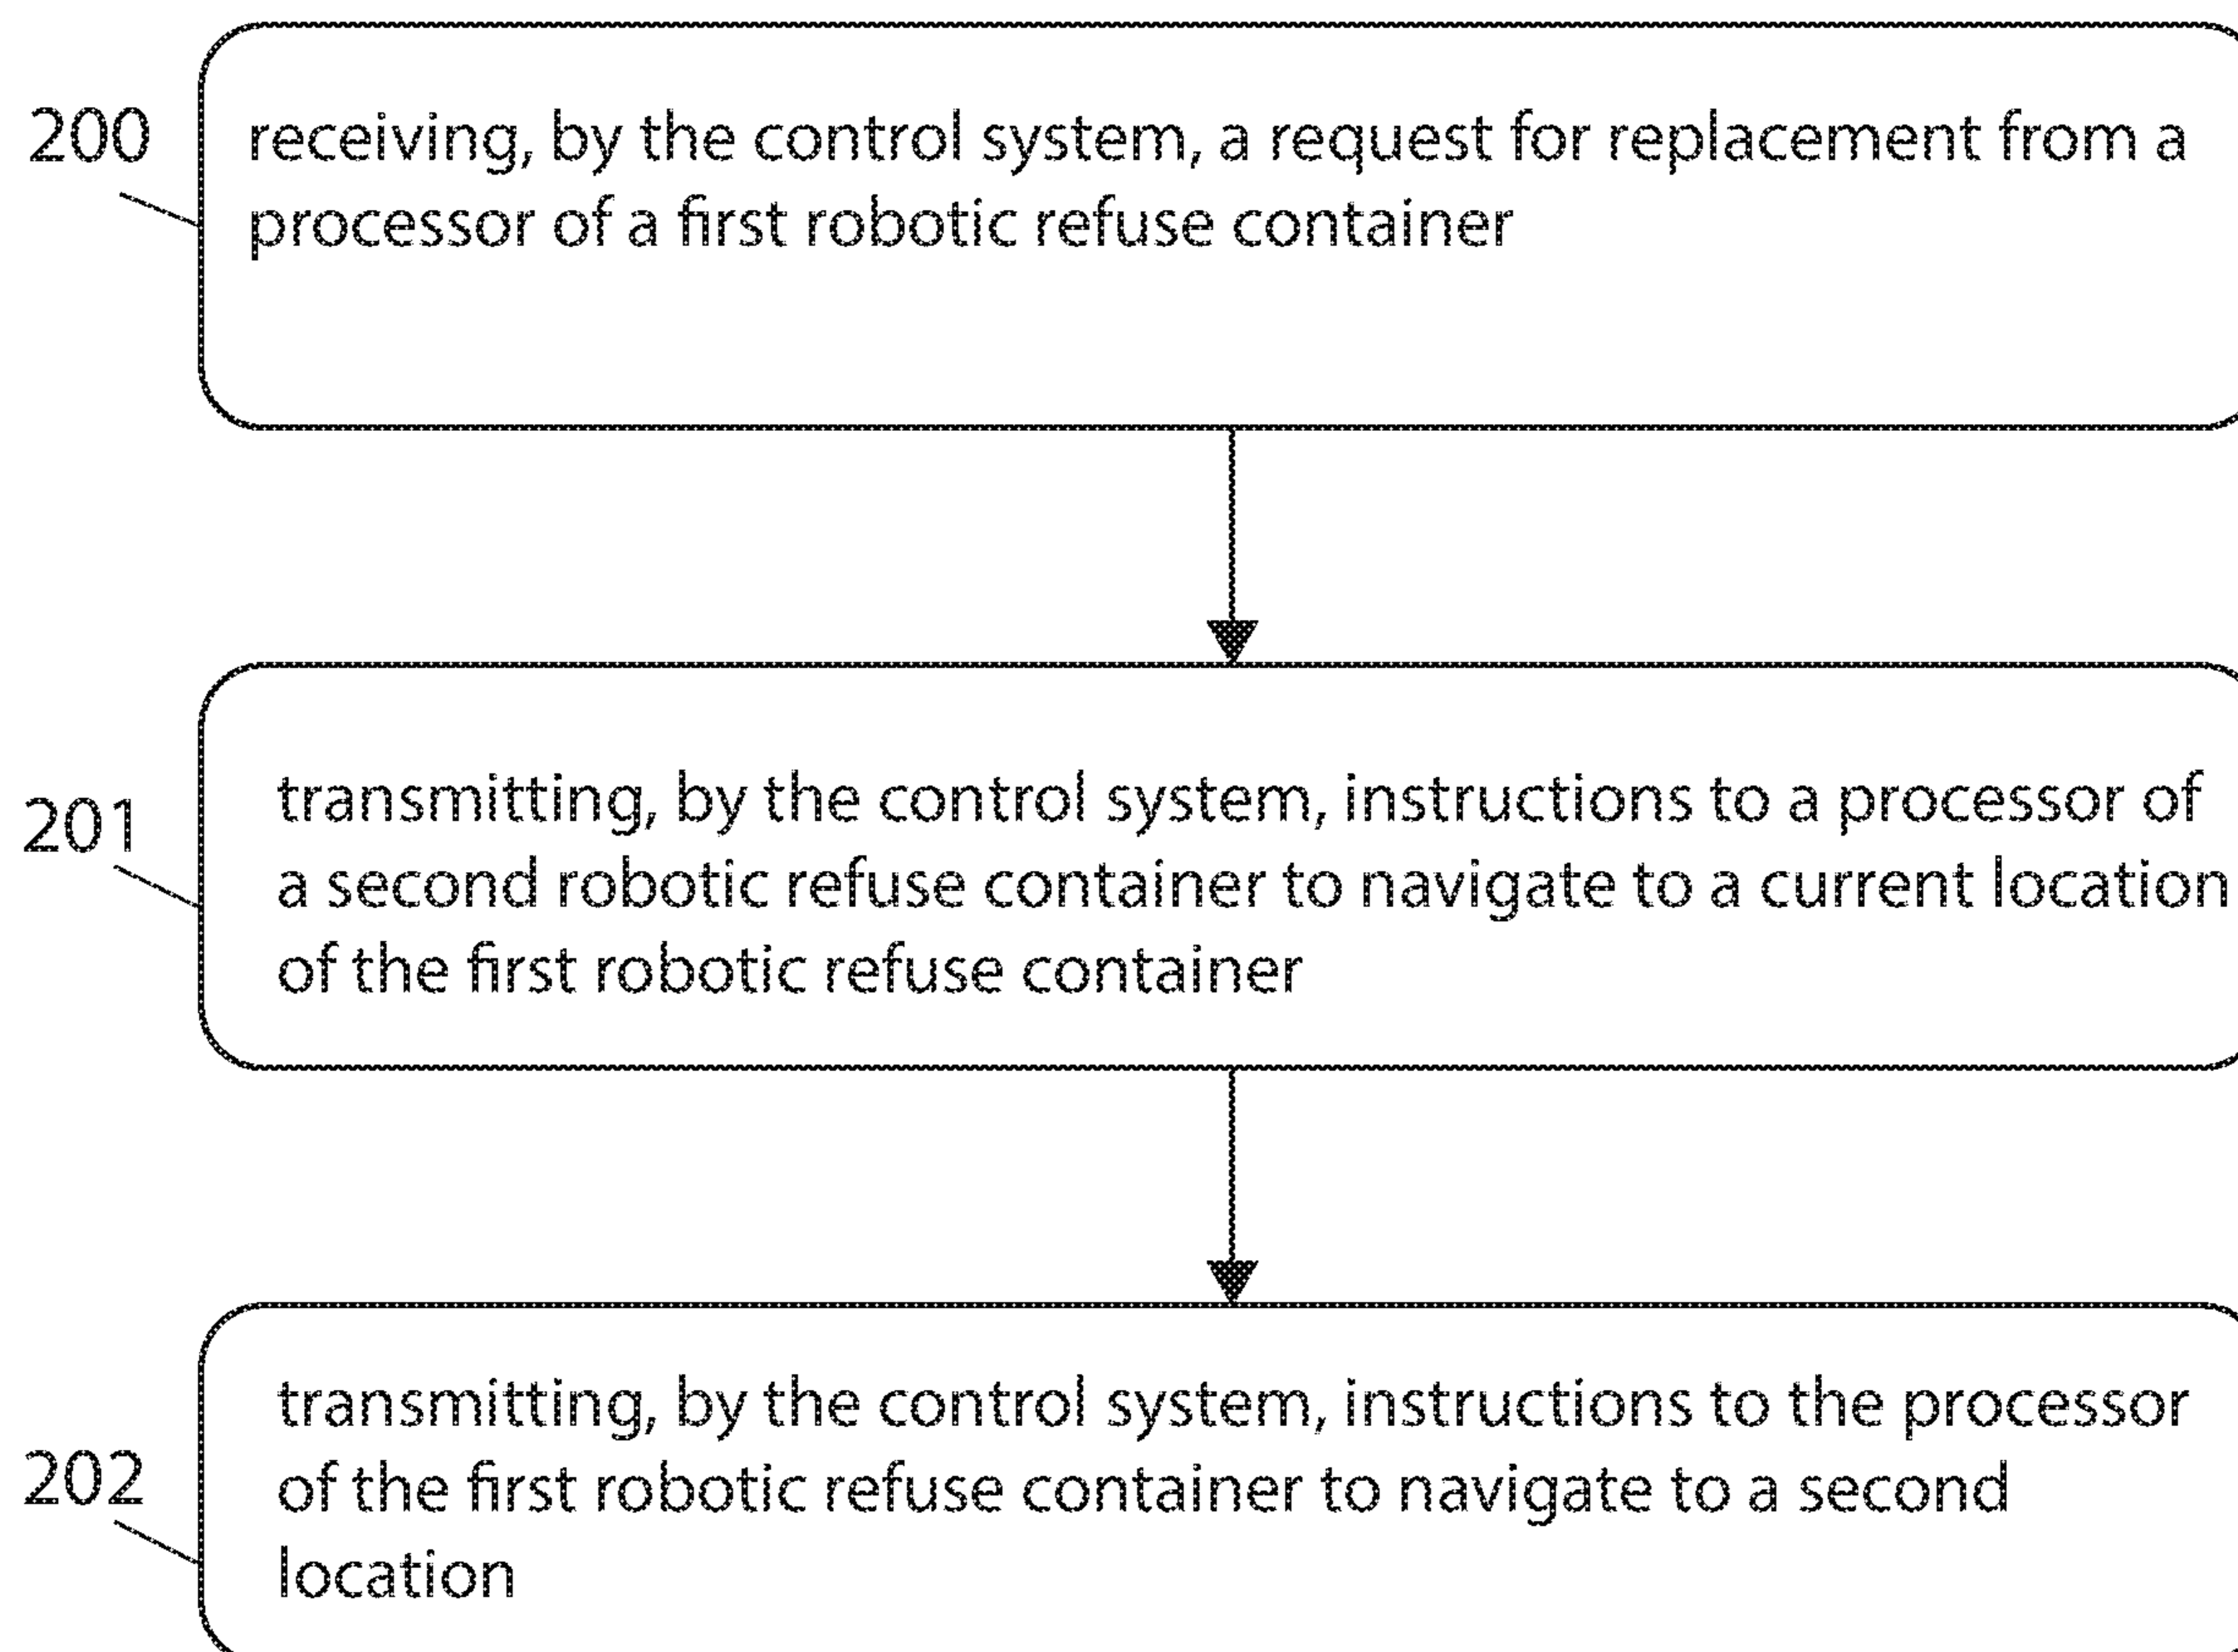 200
receiving, by the control system, a request for replacement from a
processor of a first robotic refuse container
201
transmitting, by the control system, instructions to a processor of
a second robotic refuse container to navigate to a current location
of the first robotic refuse container
202
transmitting, by the control system, instructions to the processor
of the first robotic refuse container to navigate to a second
location